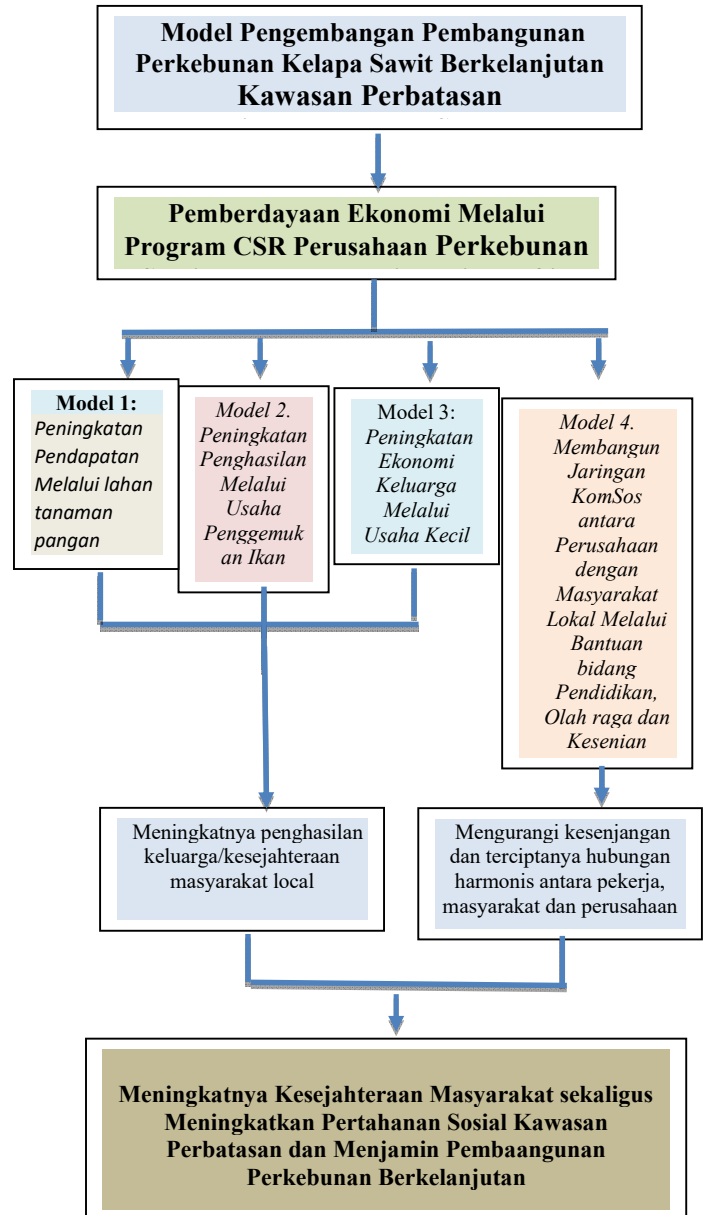 Model Pengembangan Pembangunan
Perkebunan Kelapa Sawit Berkelanjutan
Kawasan Perbatasan
Pemberdayaan Ekonomi Melalui
Program CSR Perusahaan Perkebunan
Model 1:
Peningkatan
Pendapatan
Melalui lahan
tanaman
pangan
Model 2.
Peningkatan
Penghasilan
Melalui
Usaha
Penggemuk
an Ikan
Model 3:
Peningkatan
Ekonomi
Keluarga
Melalui
Usaha Kecil
Model 4.
Membangun
Jaringan
KomSos
antara
Perusahaan
dengan
Masyarakat
Lokal Melalui
Bantuan
bidang
Pendidikan,
Olah raga dan
Kesenian
Meningkatnya penghasilan
keluarga/kesejahteraan
masyarakat local
Mengurangi kesenjangan
dan terciptanya hubungan
harmonis antara pekerja,
masyarakat dan perusahaan
Meningkatnya Kesejahteraan Masyarakat sekaligus
Meningkatkan Pertahanan Sosial Kawasan
Perbatasan dan Menjamin Pembaangunan
Perkebunan Berkelanjutan